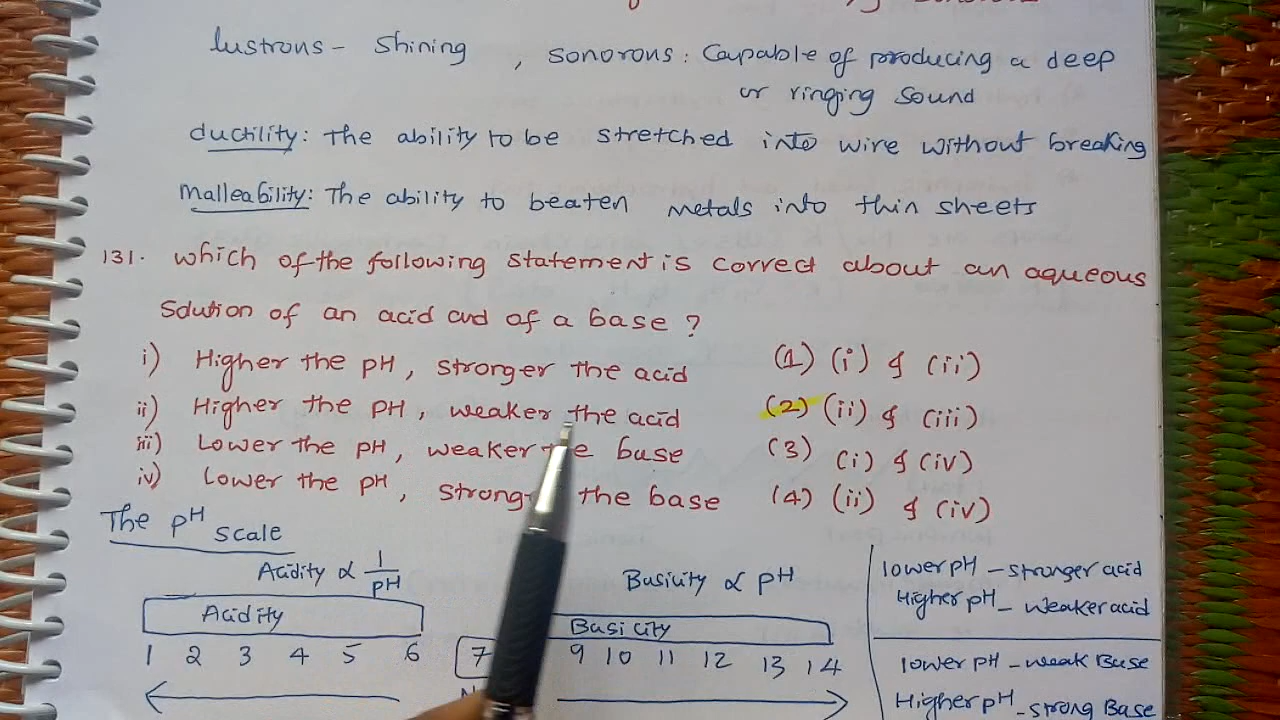 lustrons - shining , sonorous : Capable of producing a deep
or ringing sound
ductility : The ability to be stretched into wire without breaking
Malleability : The ability to beaten metals into thin sheets
131. Which of the following statement is correct about an aqueous
Solution of an acid and of a base ?
i) Higher the pH , stronger the acid (1) (i) & (iii)
ii) Higher the pH , weaker the acid (2) (ii) & (iii)
iii) Lower the pH , weaker the base (3) (i) & (iv)
iv) Lower the pH , strong the base (4) (ii) & (iv)
The pH scale
Acidity ∝ 1/pH Basicity ∝ pH
Acidity Basicity
1 2 3 4 5 6 7 9 10 11 12 13 14
lower pH - stronger acid
Higher pH - weaker acid
lower pH - weak Base
Higher pH - strong Base